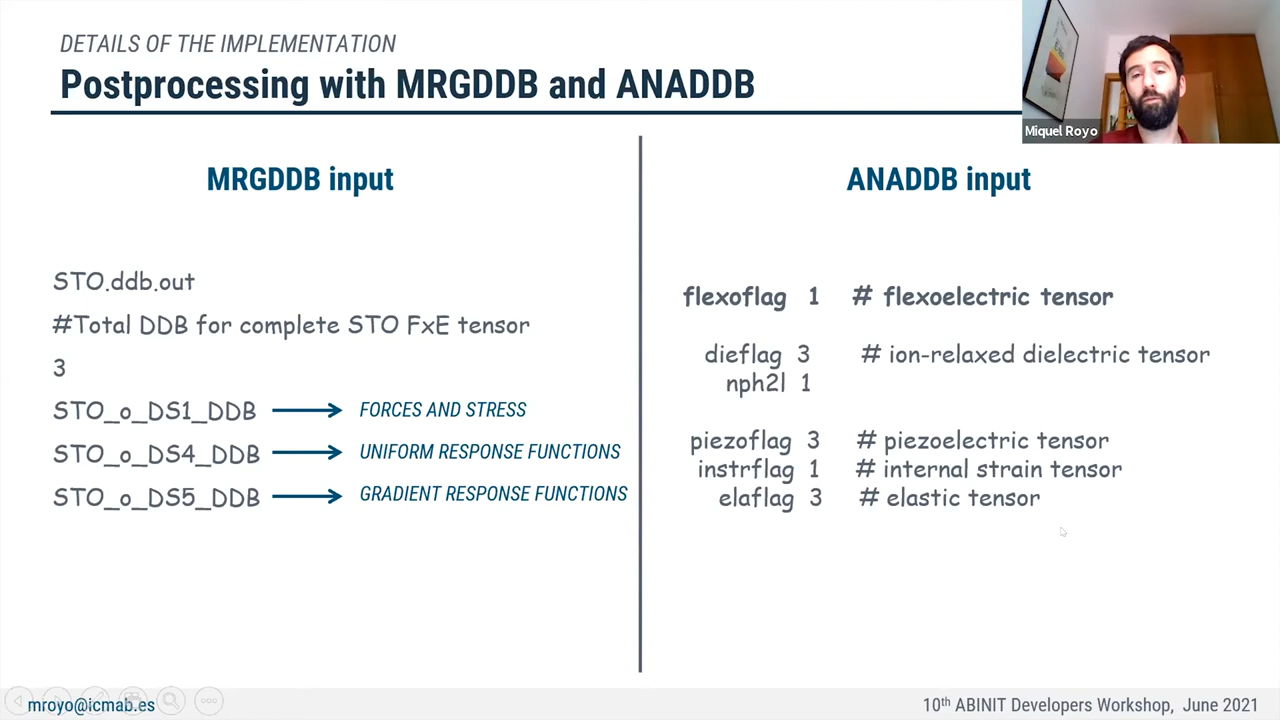 DETAILS OF THE IMPLEMENTATION
Postprocessing with MRGDDB and ANADDB
Miquel Royo
MRGDDB input
STO.ddb.out
#Total DDB for complete STO FxE tensor
3
STO_o_DS1_DDB FORCES AND STRESS
STO_o_DS4_DDB UNIFORM RESPONSE FUNCTIONS
STO_o_DS5_DDB GRADIENT RESPONSE FUNCTIONS
ANADDB input
flexoflag 1 # flexoelectric tensor
dieflag 3 # ion-relaxed dielectric tensor
nph2l 1
piezoflag 3 # piezoelectric tensor
instrflag 1 # internal strain tensor
elaflag 3 # elastic tensor
mroyo@icmab.es
10th ABINIT Developers Workshop, June 2021